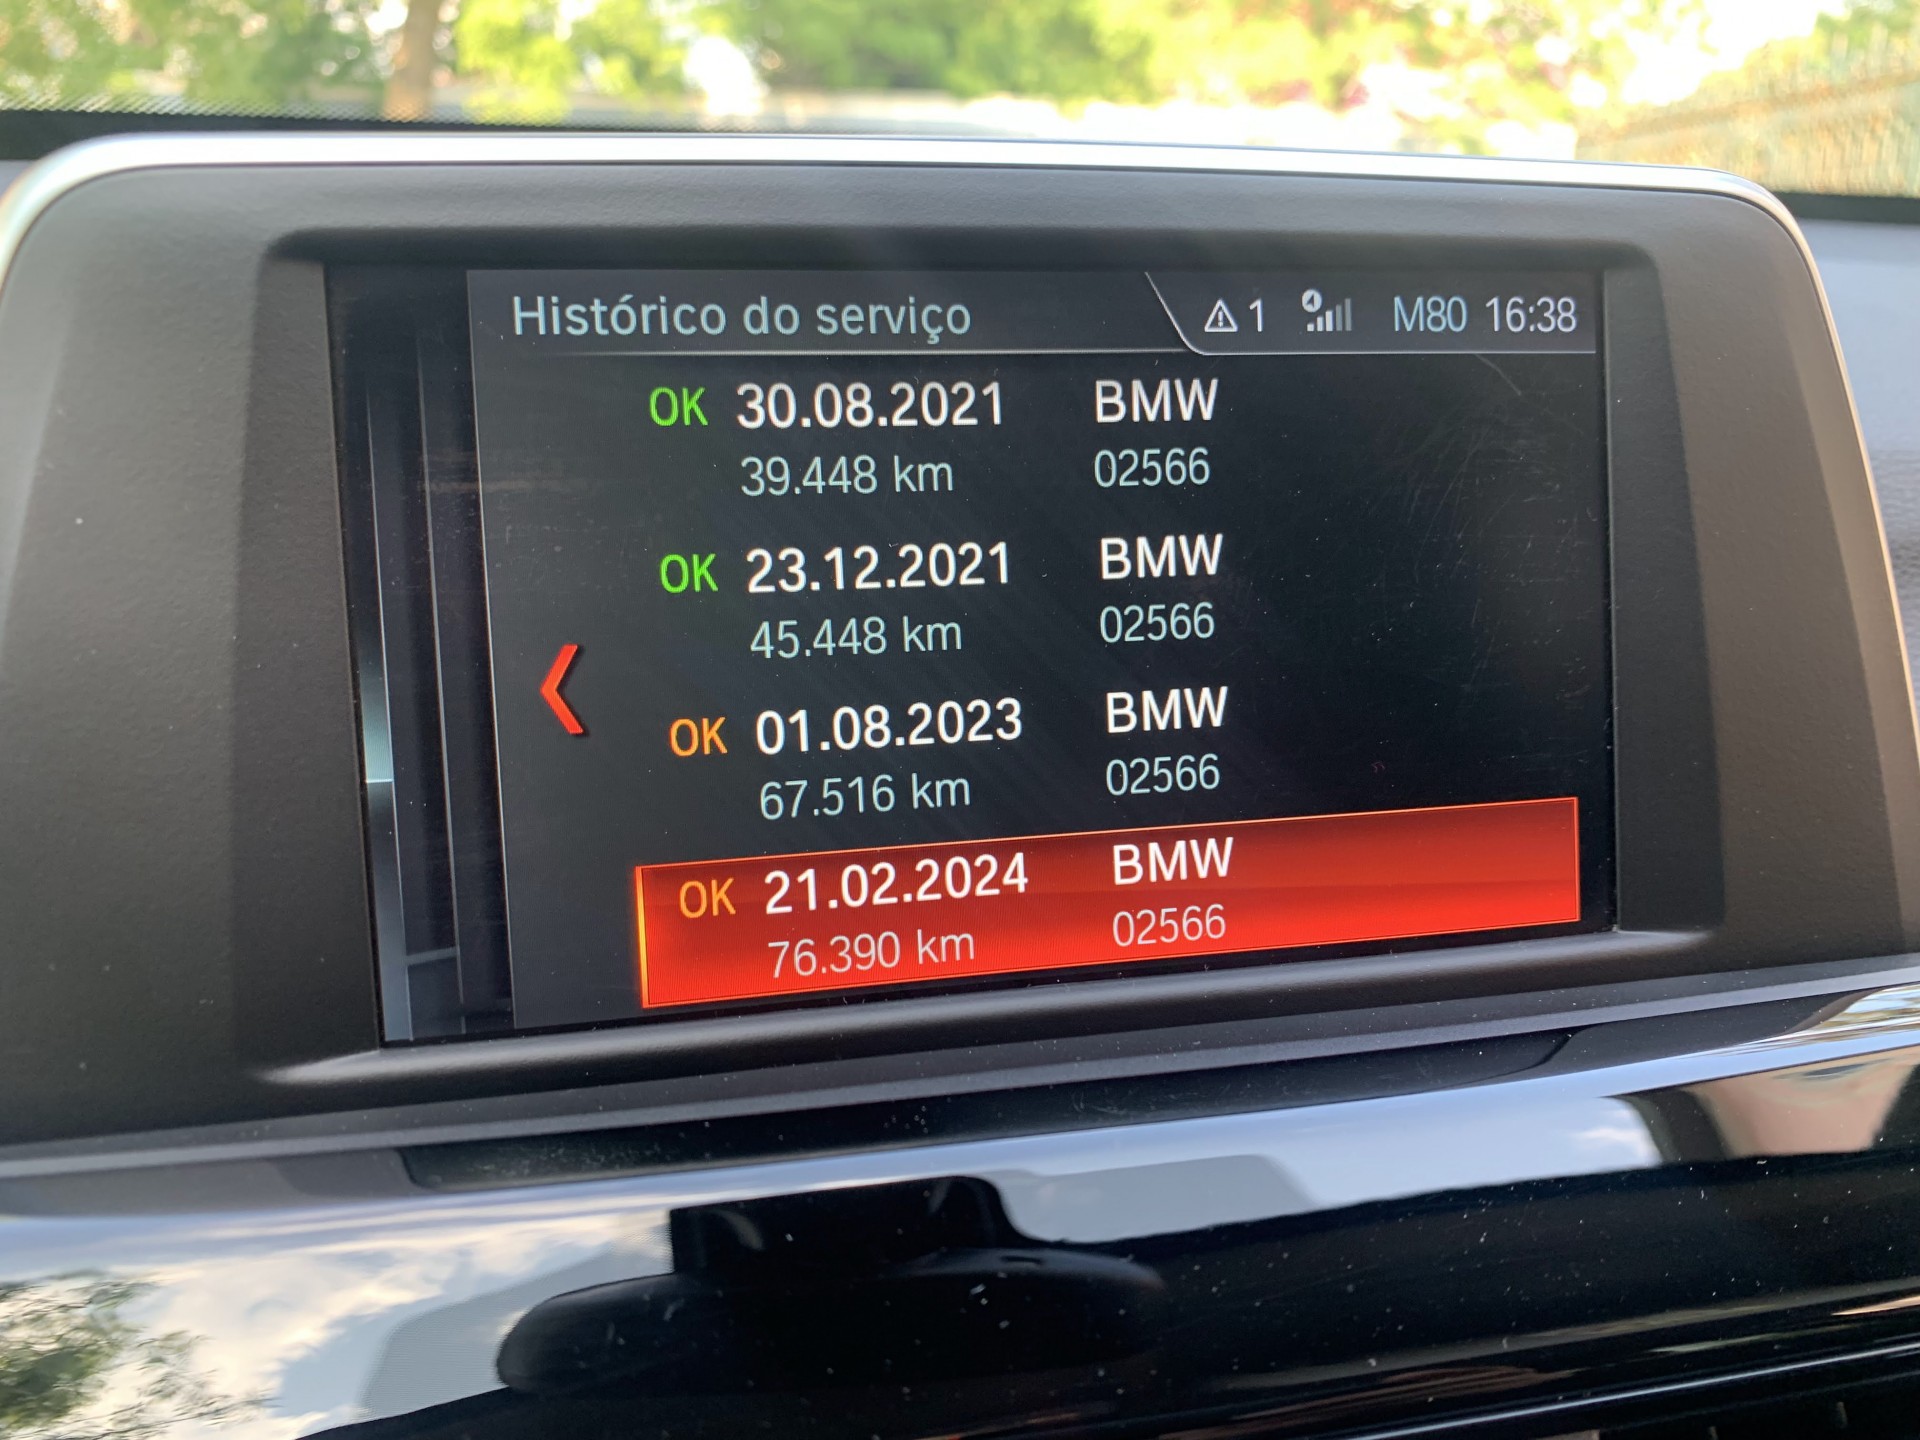 Histórico do serviço 1 M80 16:38
OK 30.08.2021 BMW
39.448 km 02566
OK 23.12.2021 BMW
45.448 km 02566
OK 01.08.2023 BMW
67.516 km 02566
OK 21.02.2024 BMW
76.390 km 02566